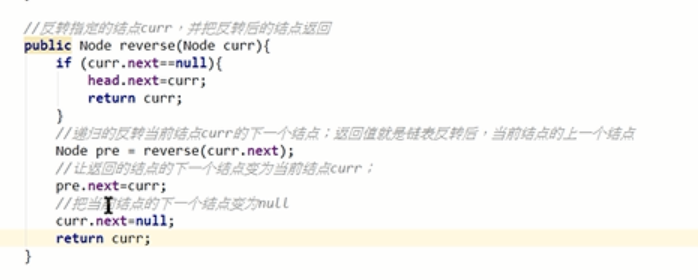 //反转指定的结点curr，并把反转后的结点返回
public Node reverse(Node curr){
if (curr.next==null){
head.next=curr;
return curr;
}
//递归的反转当前结点curr的下一个结点；返回值就是链表反转后，当前结点的上一个结点
Node pre = reverse(curr.next);
//让返回的结点的下一个结点变为当前结点curr；
pre.next=curr;
//把当前结点的下一个结点变为null
curr.next=null;
return curr;
}